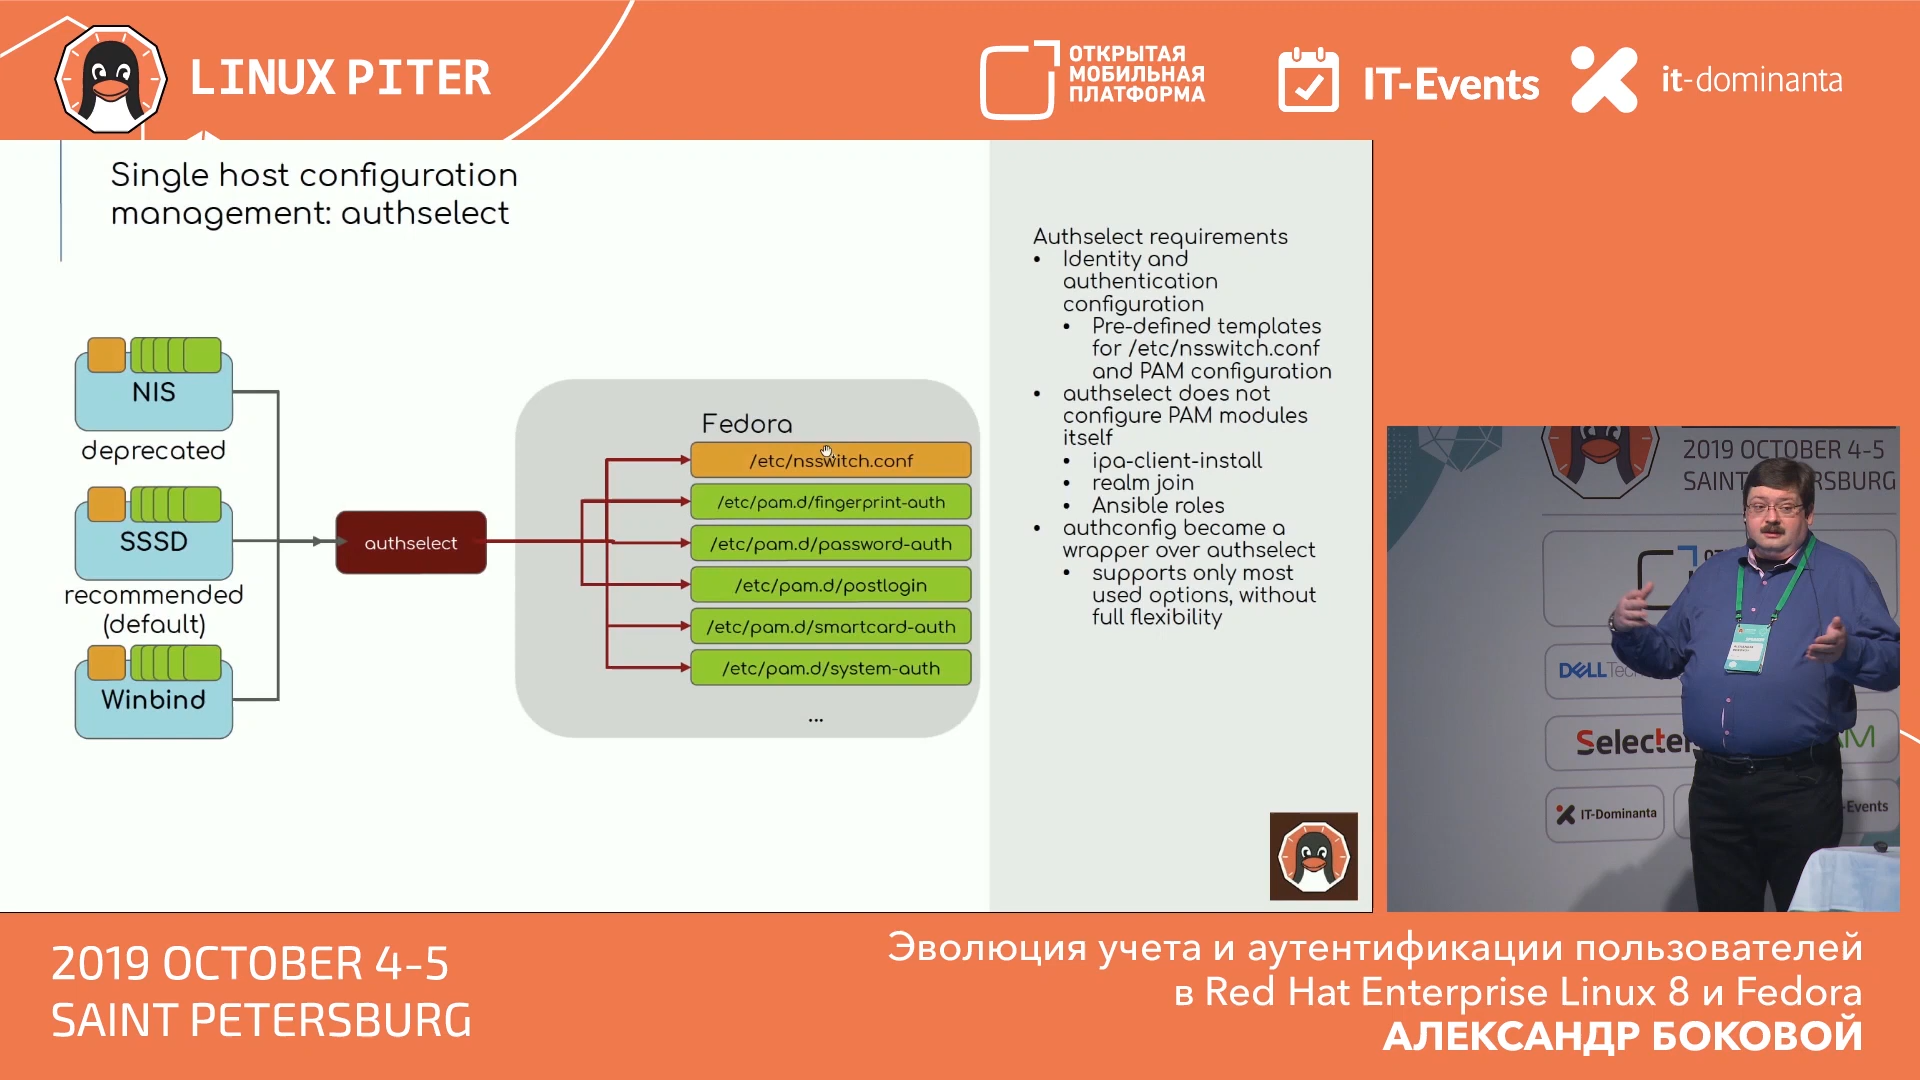 LINUX PITER
ОТКРЫТАЯ
МОБИЛЬНАЯ
ПЛАТФОРМА
IT-Events
it-dominanta
Single host configuration
management: authselect
NIS
deprecated
SSSD
recommended
(default)
Winbind
authselect
Fedora
/etc/nsswitch.conf
/etc/pam.d/fingerprint-auth
/etc/pam.d/password-auth
/etc/pam.d/postlogin
/etc/pam.d/smartcard-auth
/etc/pam.d/system-auth
...
Authselect requirements
• Identity and
authentication
configuration
• Pre-defined templates
for /etc/nsswitch.conf
and PAM configuration
• authselect does not
configure PAM modules
itself
• ipa-client-install
• realm join
• Ansible roles
• authconfig became a
wrapper over authselect
• supports only most
used options, without
full flexibility
2019 OCTOBER 4-5
SAINT PETERSBURG
DELL
IT-Dominanta
Events
2019 OCTOBER 4-5
SAINT PETERSBURG
Эволюция учета и аутентификации пользователей
в Red Hat Enterprise Linux 8 и Fedora
АЛЕКСАНДР БОКОВОЙ